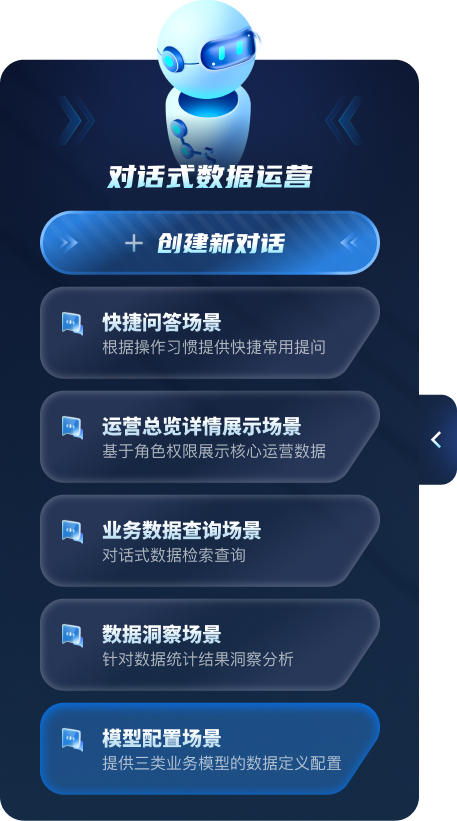 对话式数据运营
+ 创建新对话
快捷问答场景
根据操作习惯提供快捷常用提问
运营总览详情展示场景
基于角色权限展示核心运营数据
业务数据查询场景
对话式数据检索查询
数据洞察场景
针对数据统计结果洞察分析
模型配置场景
提供三类业务模型的数据定义配置